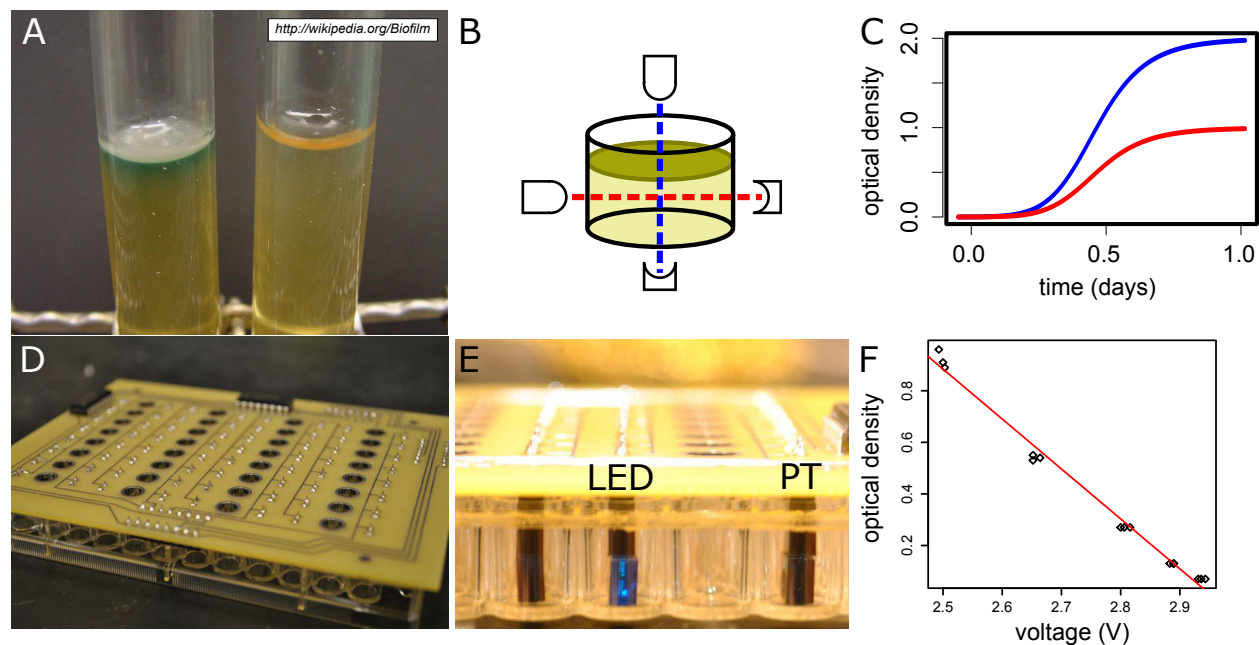 A
http://wikipedia.org/Biofilm
B
C
optical density
0.0
1.0
2.0
0.0
0.5
1.0
time (days)
D
E
LED
PT
F
optical density
0.2
0.4
0.6
0.8
2.5
2.6
2.7
2.8
2.9
voltage (V)